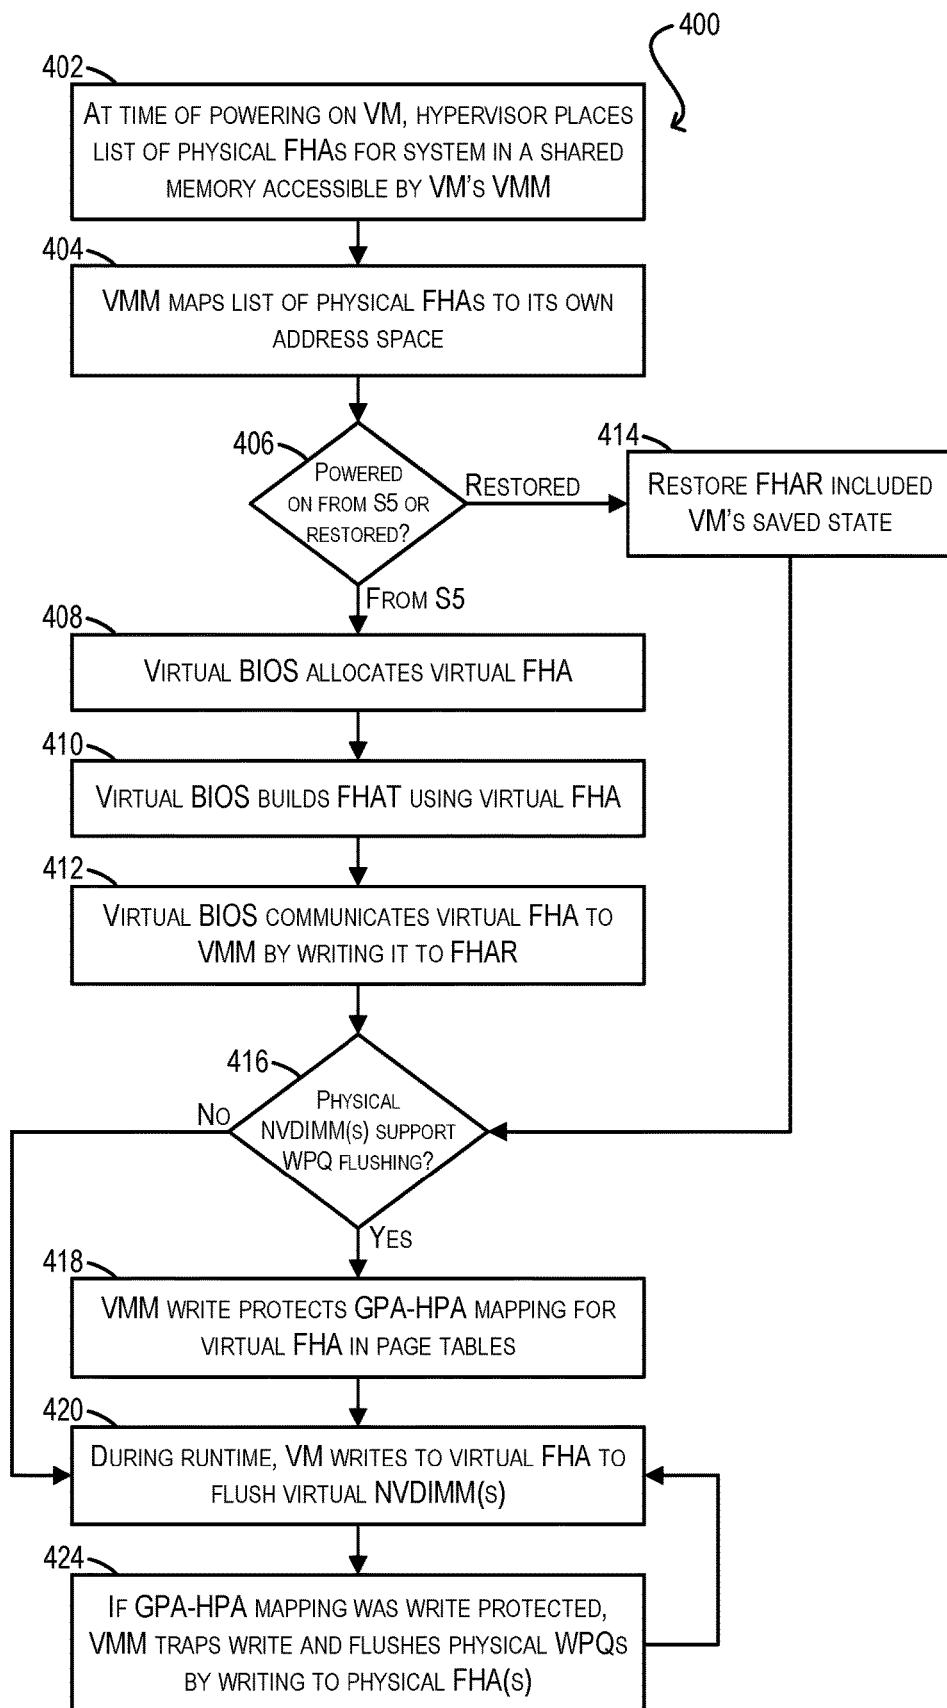 400
402
At time of powering on VM, hypervisor places
list of physical FHAs for system in a shared
memory accessible by VM's VMM
404
VMM maps list of physical FHAs to its own
address space
406
Powered
on from S5 or
restored?
Restored
414
Restore FHAR included
VM's saved state
From S5
408
Virtual BIOS allocates virtual FHA
410
Virtual BIOS builds FHAT using virtual FHA
412
Virtual BIOS communicates virtual FHA to
VMM by writing it to FHAR
416
No
Physical
NVDIMM(s) support
WPQ flushing?
Yes
418
VMM write protects GPA-HPA mapping for
virtual FHA in page tables
420
During runtime, VM writes to virtual FHA to
flush virtual NVDIMM(s)
424
If GPA-HPA mapping was write protected,
VMM traps write and flushes physical WPQs
by writing to physical FHA(s)